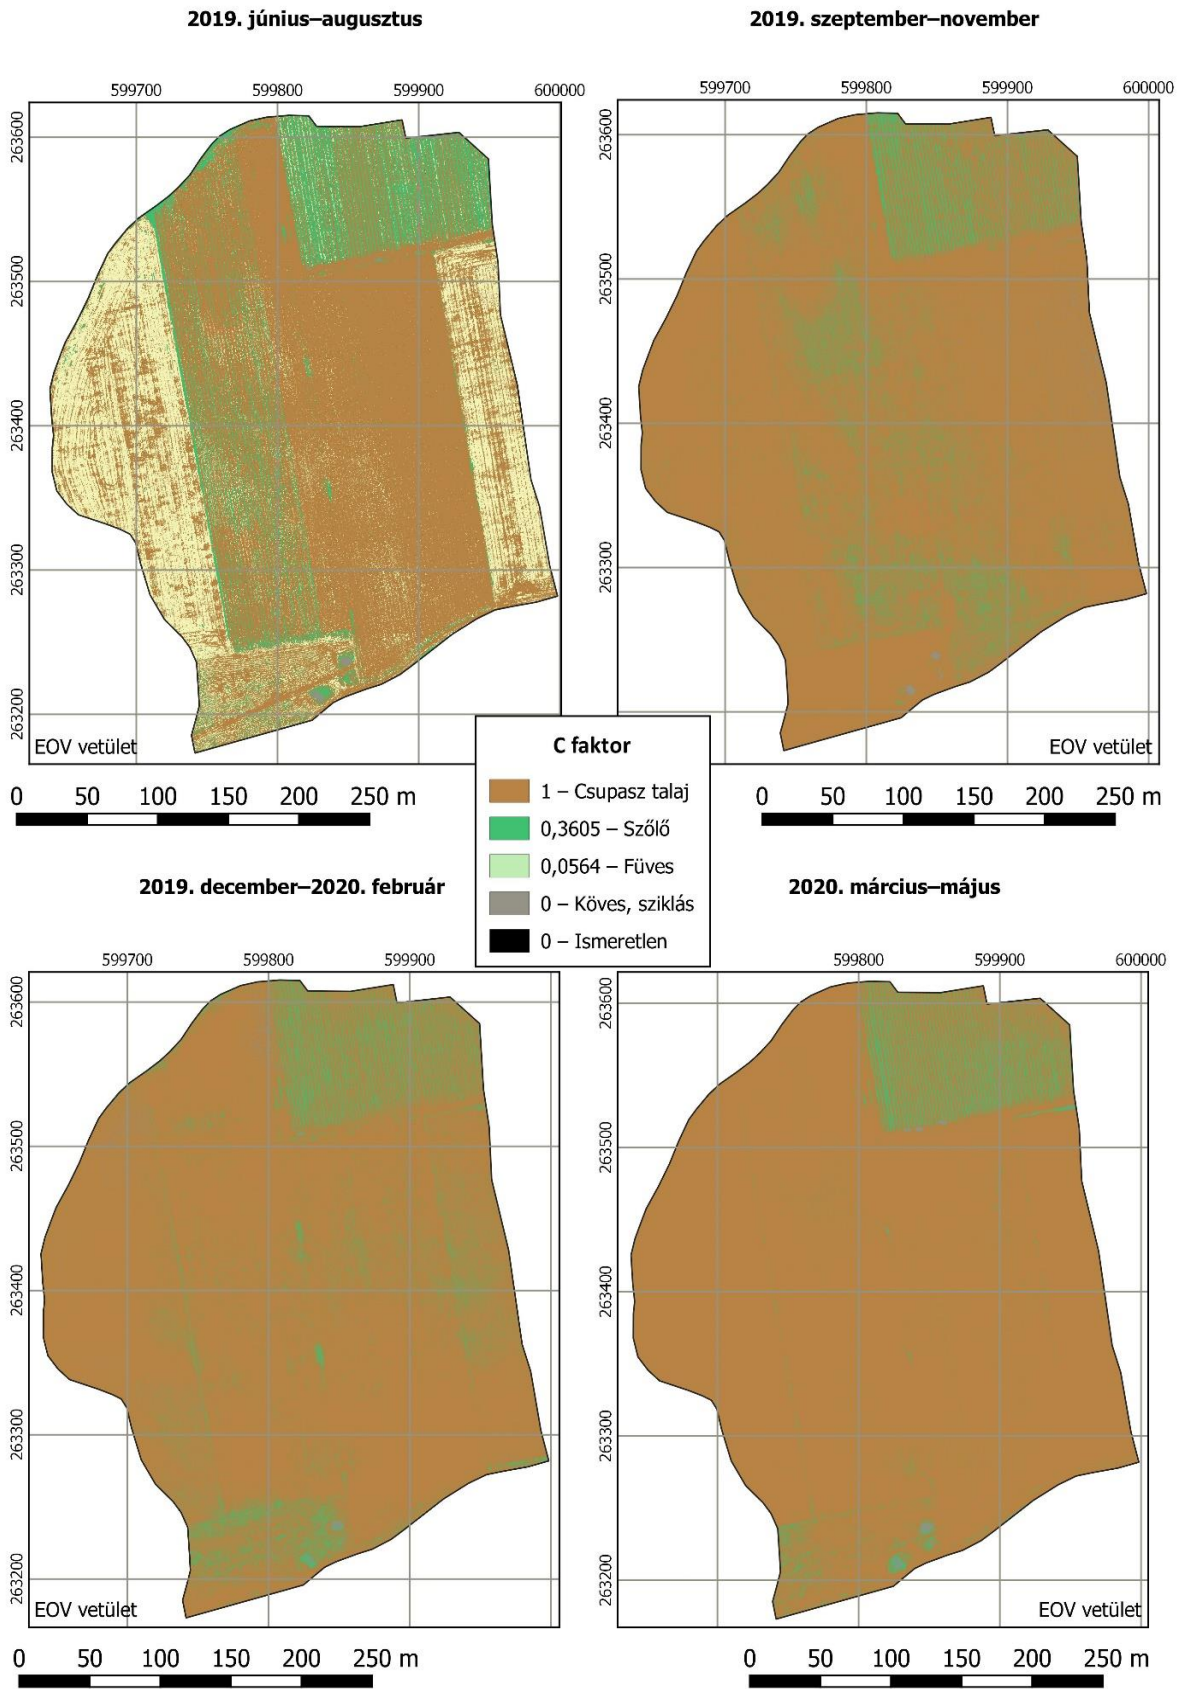 2019. június–augusztus
2019. szeptember–november
599700 599800 599900 600000
599700 599800 599900 600000
263600
263500
263400
263300
263200
263600
263500
263400
263300
EOV vetület
EOV vetület
0 50 100 150 200 250 m
0 50 100 150 200 250 m
C faktor
1 – Csupasz talaj
0,3605 – Szőlő
0,0564 – Füves
0 – Köves, sziklás
0 – Ismeretlen
2019. december–2020. február
2020. március–május
599700 599800 599900
599800 599900 600000
263600
263500
263400
263300
263200
263600
263500
263400
263300
263200
EOV vetület
EOV vetület
0 50 100 150 200 250 m
0 50 100 150 200 250 m